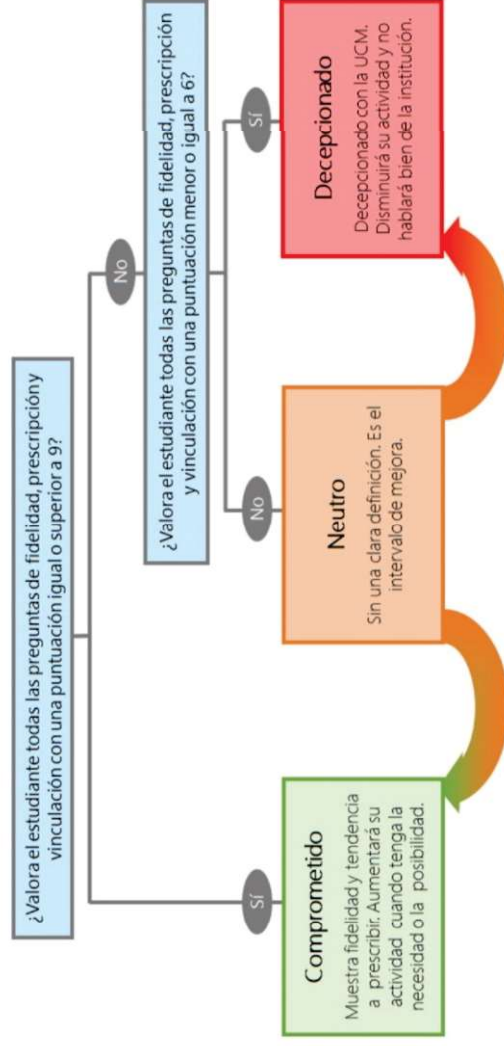 ¿Valora el estudiante todas las preguntas de fidelidad, prescripcióny
vinculación con una puntuación igual o superior a 9?
No
¿Valora el estudiante todas las preguntas de fidelidad, prescripción
y vinculación con una puntuación menor o igual a 6?
Sí
No
Sí
Comprometido
Muestra fidelidad y tendencia
a prescribir. Aumentará su
actividad cuando tenga la
necesidad o la posibilidad.
Neutro
Sin una clara definición. Es el
intervalo de mejora.
Decepcionado
Decepcionado con la UCM.
Disminuirá su actividad y no
hablará bien de la institución.